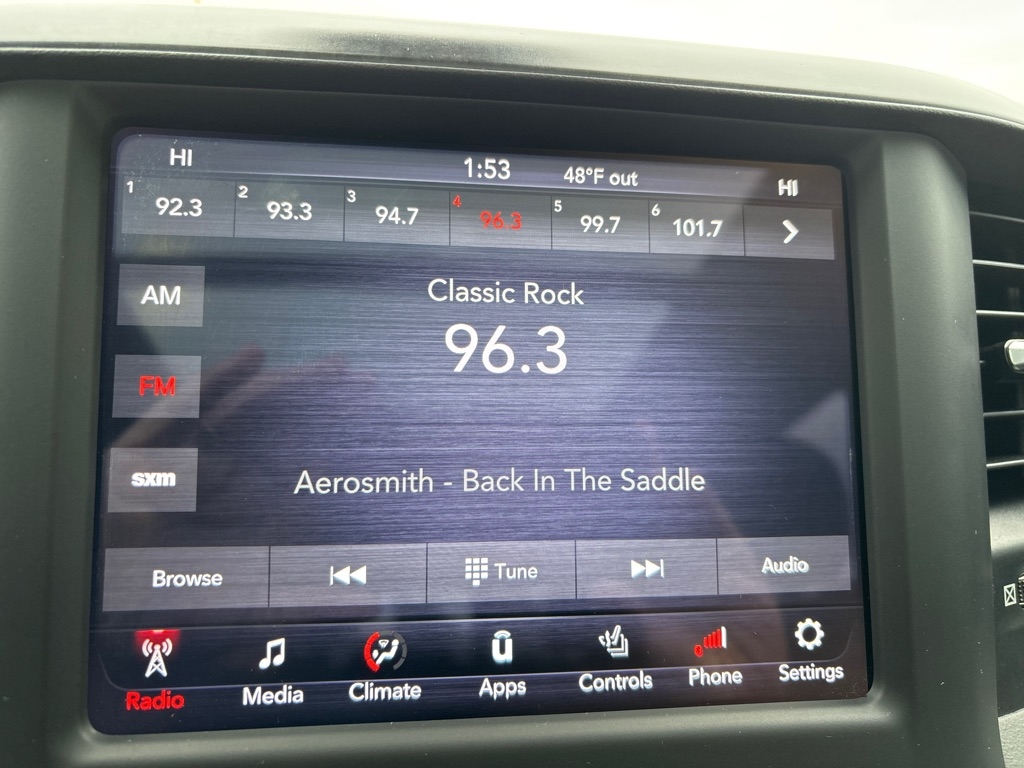 HI 1:53 48°F out HI
1 92.3 2 93.3 3 94.7 4 96.3 5 99.7 6 101.7
AM
Classic Rock
96.3
FM
sxm
Aerosmith - Back In The Saddle
Browse Tune Audio
Radio Media Climate Apps Controls Phone Settings